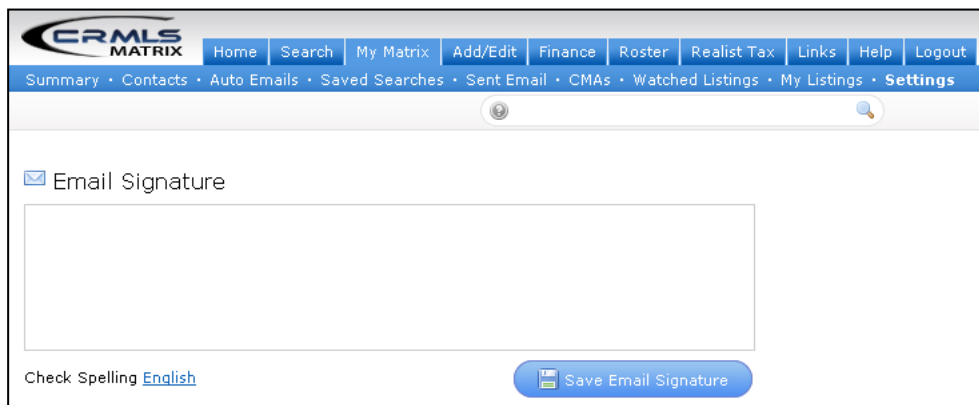 CRMLS
MATRIX
Home Search My Matrix Add/Edit Finance Roster Realist Tax Links Help Logout
Summary • Contacts • Auto Emails • Saved Searches • Sent Email • CMAs • Watched Listings • My Listings • Settings
Email Signature
Check Spelling English
Save Email Signature